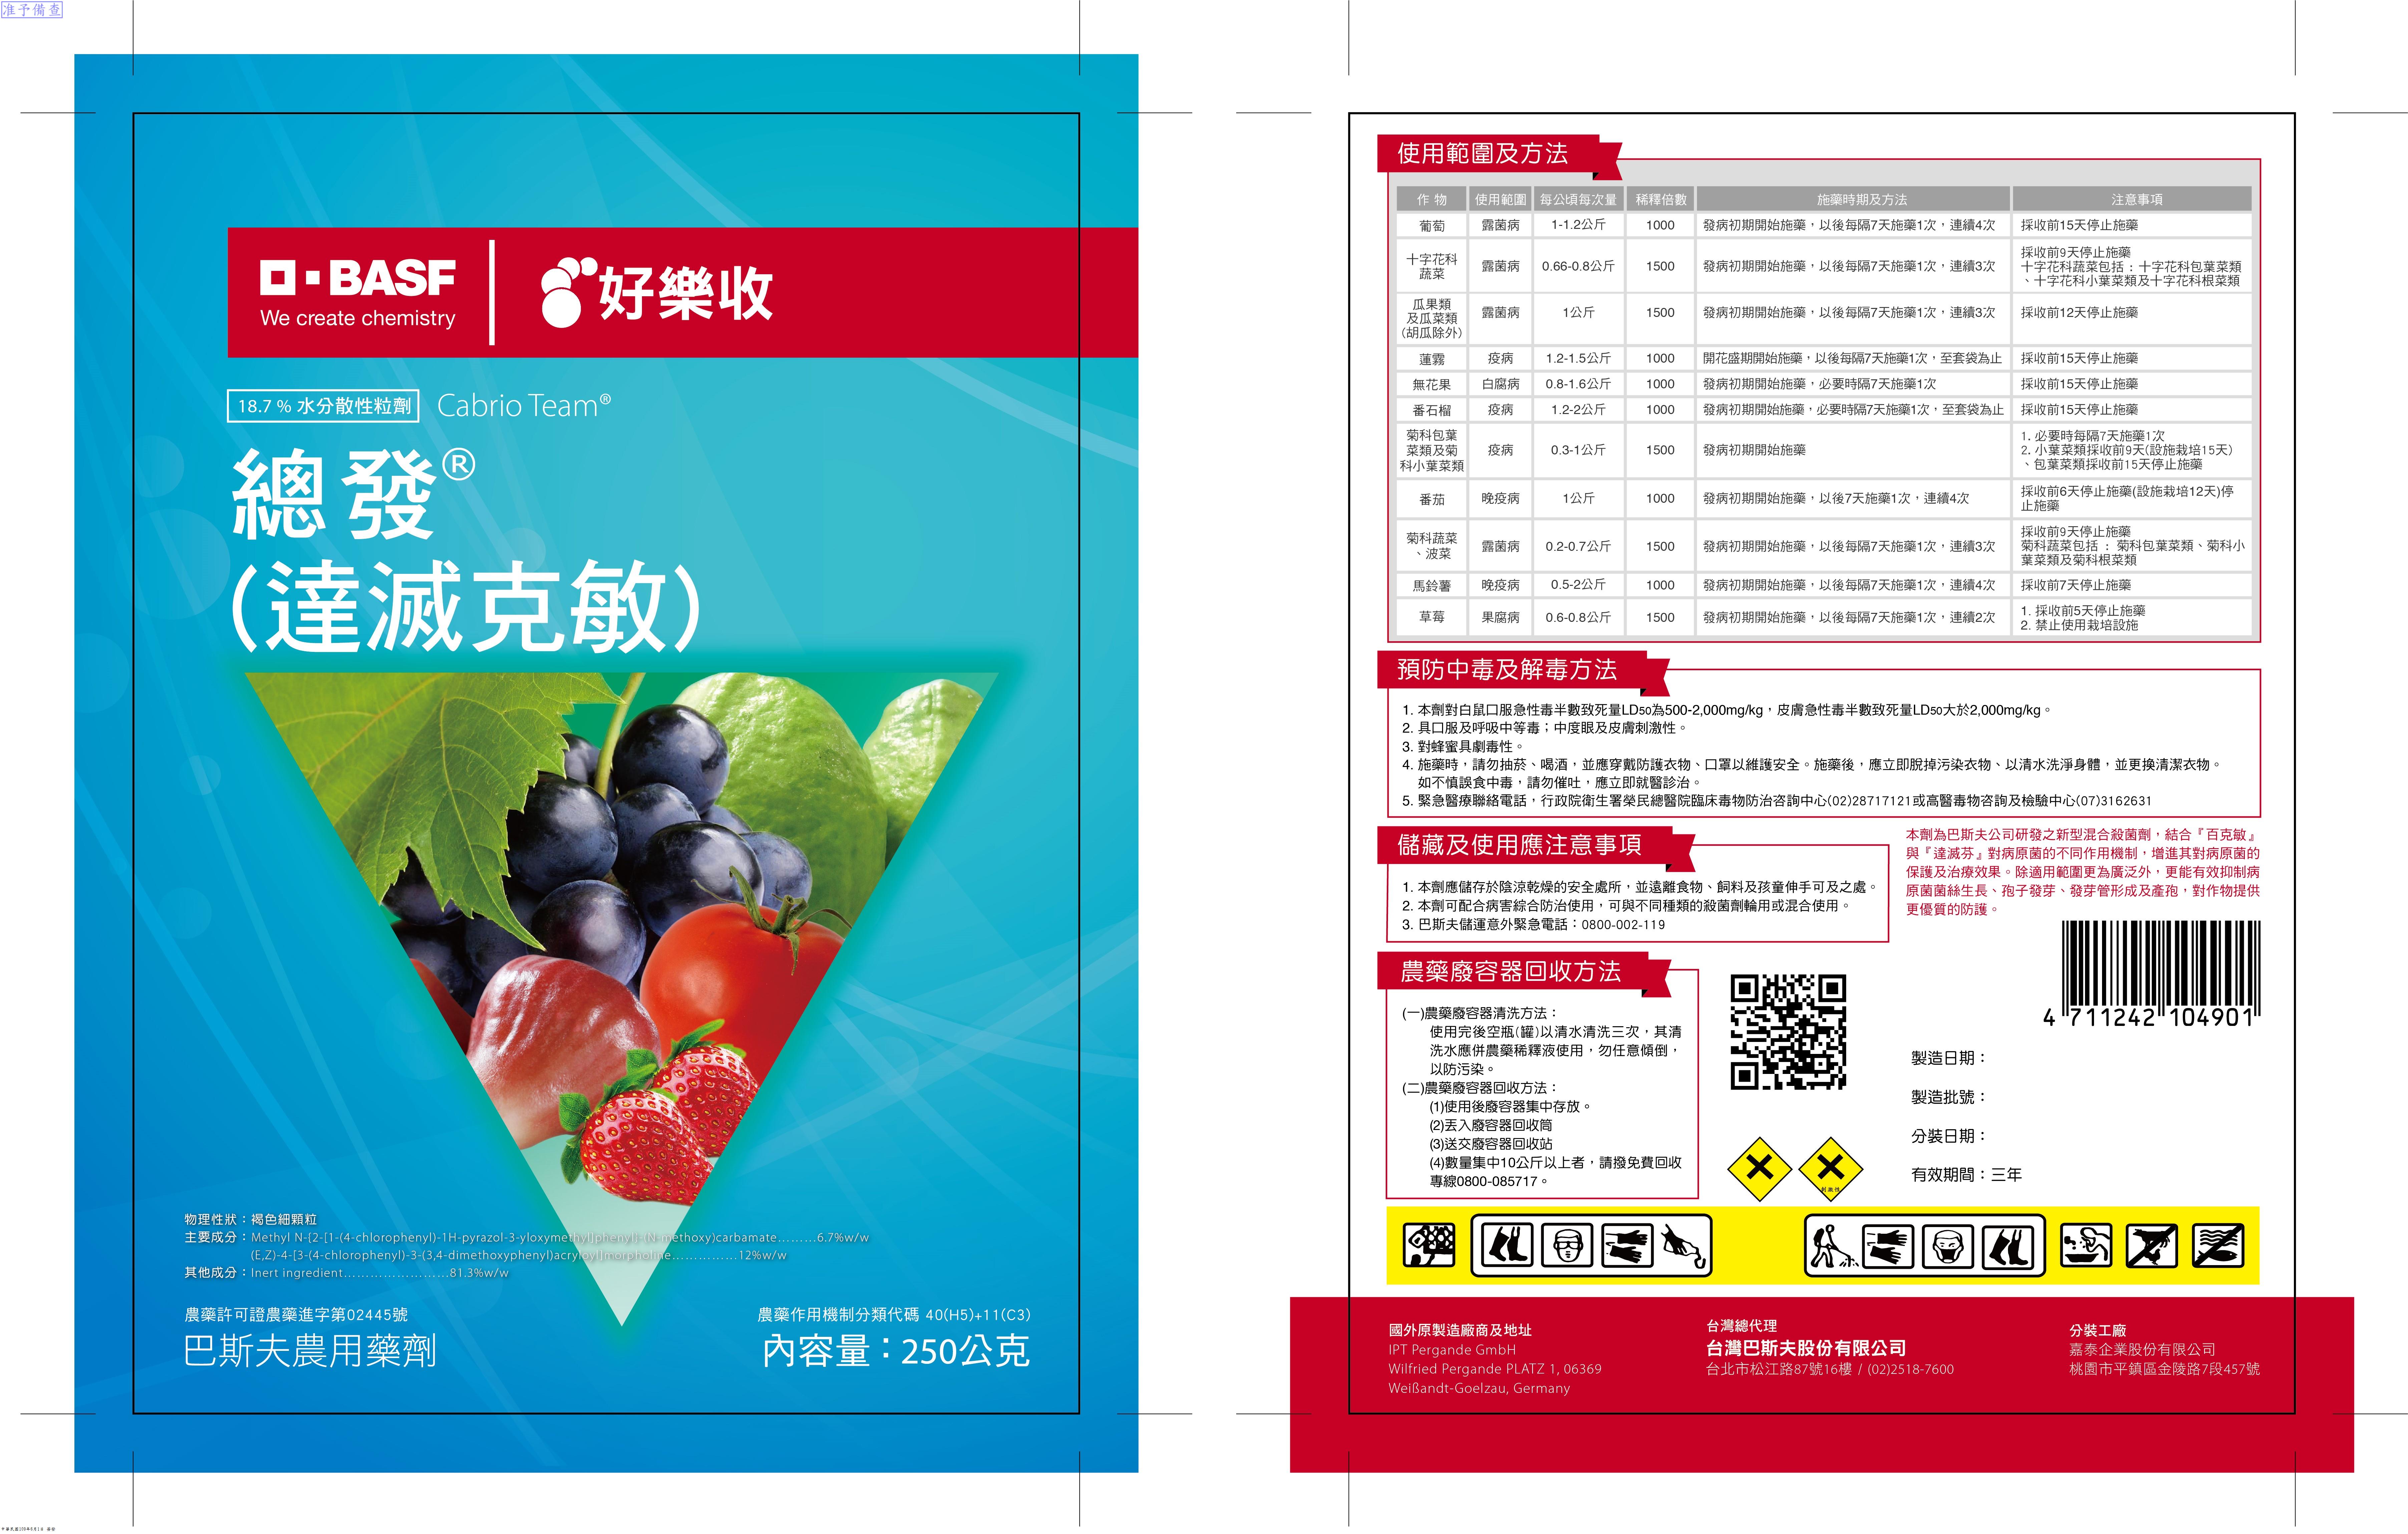 准予備查
BASF
We create chemistry
好樂收
18.7 % 水分散性粒劑
Cabrio Team®
總發®
(達滅克敏)
物理性狀：褐色細顆粒
主要成分：Methyl N-{2-[1-(4-chlorophenyl)-1H-pyrazol-3-yloxymethyl]phenyl}-(N-methoxy)carbamate.........6.7%w/w
(E,Z)-4-[3-(4-chlorophenyl)-3-(3,4-dimethoxyphenyl)acryloyl]morpholine...............12%w/w
其他成分：Inert ingredient........................81.3%w/w
農藥許可證農藥進字第02445號
巴斯夫農用藥劑
農藥作用機制分類代碼 40(H5)+11(C3)
內容量：250公克
使用範圍及方法
作 物 使用範圍 每公頃每次量 稀釋倍數 施藥時期及方法 注意事項
葡萄 露菌病 1-1.2公斤 1000 發病初期開始施藥，以後每隔7天施藥1次，連續4次 採收前15天停止施藥
十字花科
蔬菜 露菌病 0.66-0.8公斤 1500 發病初期開始施藥，以後每隔7天施藥1次，連續3次 採收前9天停止施藥
十字花科蔬菜包括：十字花科包葉菜類
、十字花科小葉菜類及十字花科根菜類
瓜果類
及瓜菜類
(胡瓜除外) 露菌病 1公斤 1500 發病初期開始施藥，以後每隔7天施藥1次，連續3次 採收前12天停止施藥
蓮霧 疫病 1.2-1.5公斤 1000 開花盛期開始施藥，以後每隔7天施藥1次，至套袋為止 採收前15天停止施藥
無花果 白腐病 0.8-1.6公斤 1000 發病初期開始施藥，必要時隔7天施藥1次 採收前15天停止施藥
番石榴 疫病 1.2-2公斤 1000 發病初期開始施藥，必要時隔7天施藥1次，至套袋為止 採收前15天停止施藥
菊科包葉
菜類及菊
科小葉菜類 疫病 0.3-1公斤 1500 發病初期開始施藥 1. 必要時每隔7天施藥1次
2. 小葉菜類採收前9天(設施栽培15天)
、包葉菜類採收前15天停止施藥
番茄 晚疫病 1公斤 1000 發病初期開始施藥，以後7天施藥1次，連續4次 採收前6天停止施藥(設施栽培12天)停
止施藥
菊科蔬菜
、波菜 露菌病 0.2-0.7公斤 1500 發病初期開始施藥，以後每隔7天施藥1次，連續3次 採收前9天停止施藥
菊科蔬菜包括：菊科包葉菜類、菊科小
葉菜類及菊科根菜類
馬鈴薯 晚疫病 0.5-2公斤 1000 發病初期開始施藥，以後每隔7天施藥1次，連續4次 採收前7天停止施藥
草莓 果腐病 0.6-0.8公斤 1500 發病初期開始施藥，以後每隔7天施藥1次，連續2次 1. 採收前5天停止施藥
2. 禁止使用栽培設施
預防中毒及解毒方法
1. 本劑對白鼠口服急性毒半數致死量LD50為500-2,000mg/kg，皮膚急性毒半數致死量LD50大於2,000mg/kg。
2. 具口服及呼吸中等毒；中度眼及皮膚刺激性。
3. 對蜂蜜具劇毒性。
4. 施藥時，請勿抽菸、喝酒，並應穿戴防護衣物、口罩以維護安全。施藥後，應立即脫掉污染衣物、以清水洗淨身體，並更換清潔衣物。
如不慎誤食中毒，請勿催吐，應立即就醫診治。
5. 緊急醫療聯絡電話，行政院衛生署榮民總醫院臨床毒物防治咨詢中心(02)28717121或高醫毒物咨詢及檢驗中心(07)3162631
儲藏及使用應注意事項
1. 本劑應儲存於陰涼乾燥的安全處所，並遠離食物、飼料及孩童伸手可及之處。
2. 本劑可配合病害綜合防治使用，可與不同種類的殺菌劑輪用或混合使用。
3. 巴斯夫儲運意外緊急電話：0800-002-119
本劑為巴斯夫公司研發之新型混合殺菌劑，結合『百克敏』
與『達滅芬』對病原菌的不同作用機制，增進其對病原菌的
保護及治療效果。除適用範圍更為廣泛外，更能有效抑制病
原菌菌絲生長、孢子發芽、發芽管形成及產孢，對作物提供
更優質的防護。
農藥廢容器回收方法
(一)農藥廢容器清洗方法：
使用完後空瓶(罐)以清水清洗三次，其清
洗水應併農藥稀釋液使用，勿任意傾倒，
以防污染。
(二)農藥廢容器回收方法：
(1)使用後廢容器集中存放。
(2)丟入廢容器回收筒
(3)送交廢容器回收站
(4)數量集中10公斤以上者，請撥免費回收
專線0800-085717。
4 711242 104901
製造日期：
製造批號：
分裝日期：
有效期間：三年
刺激性
國外原製造廠商及地址
IPT Pergande GmbH
Wilfried Pergande PLATZ 1, 06369
Weißandt-Goelzau, Germany
台灣總代理
台灣巴斯夫股份有限公司
台北市松江路87號16樓 / (02)2518-7600
分裝工廠
嘉泰企業股份有限公司
桃園市平鎮區金陵路7段457號